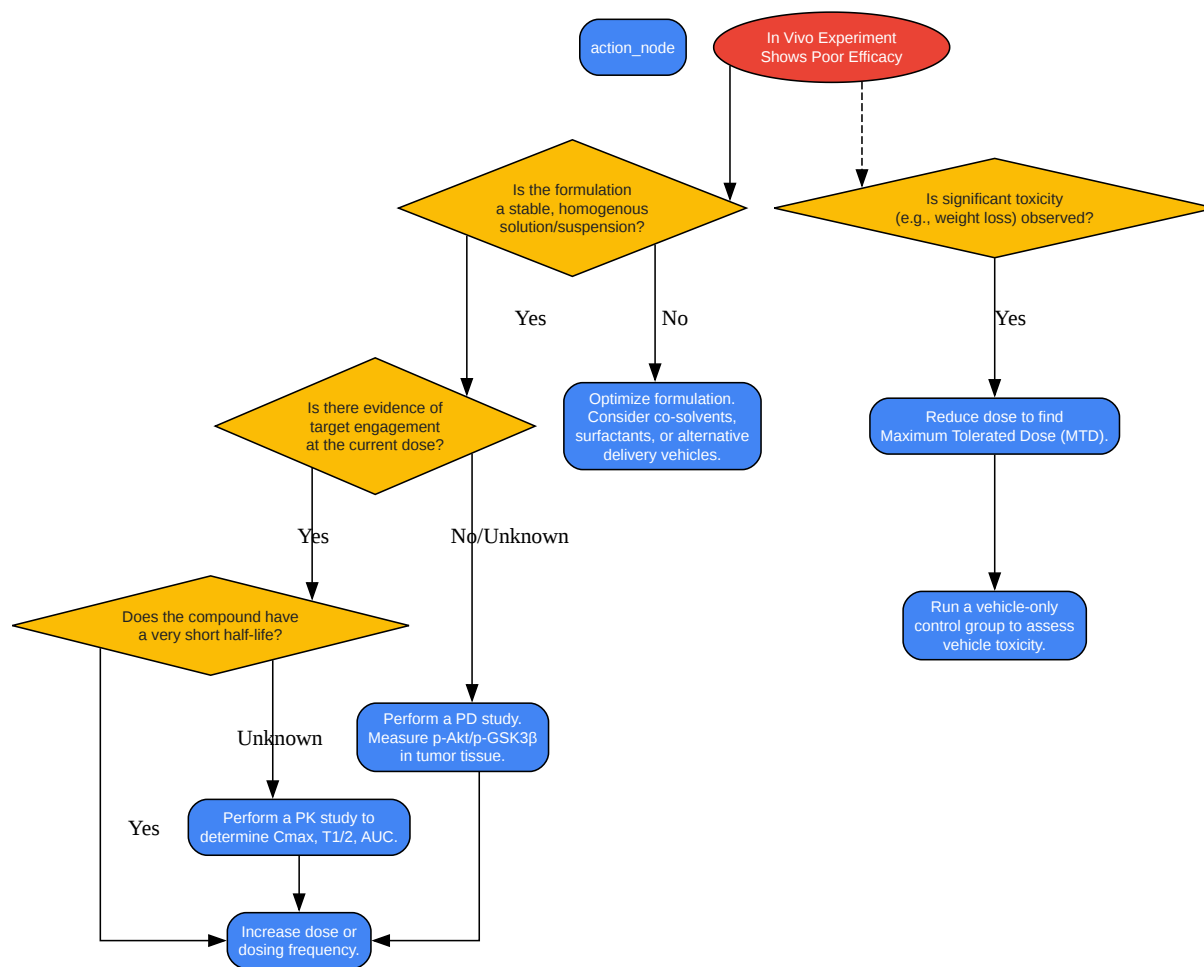 action_node
In Vivo Experiment
Shows Poor Efficacy
Is the formulation
a stable, homogenous
solution/suspension?
Is significant toxicity
(e.g., weight loss) observed?
Yes
No
Yes
Is there evidence of
target engagement
at the current dose?
Optimize formulation.
Consider co-solvents,
surfactants, or alternative
delivery vehicles.
Reduce dose to find
Maximum Tolerated Dose (MTD).
Yes
No/Unknown
Does the compound have
a very short half-life?
Run a vehicle-only
control group to assess
vehicle toxicity.
Unknown
Perform a PD study.
Measure p-Akt/p-GSK3β
in tumor tissue.
Yes
Perform a PK study to
determine Cmax, T1/2, AUC.
Increase dose or
dosing frequency.